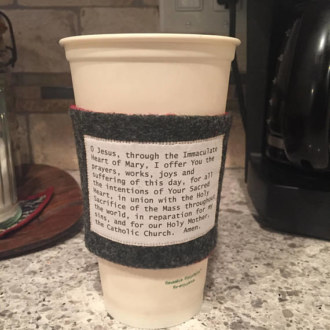 O Jesus, through the Immaculate
Heart of Mary, I offer You the
prayers, works, joys and
suffering of this day, for all
the intentions of Your Sacred
Heart, in union with the Holy
Sacrifice of the Mass throughout
the world, in reparation for my
sins, and for our Holy Mother,
the Catholic Church. Amen.